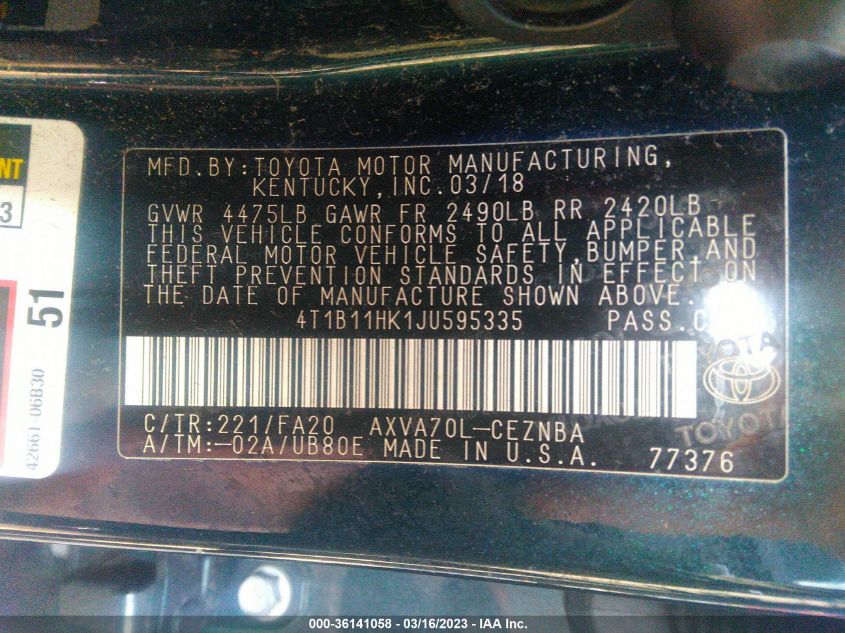 MFD.BY:TOYOTA MOTOR MANUFACTURING,
KENTUCKY,INC.03/18
GVWR 4475LB GAWR FR 2490LB RR 2420LB
THIS VEHICLE CONFORMS TO ALL APPLICABLE
FEDERAL MOTOR VEHICLE SAFETY,BUMPER,AND
THEFT PREVENTION STANDARDS IN EFFECT ON
THE DATE OF MANUFACTURE SHOWN ABOVE.
4T1B11HK1JU595335 PASS.C
C/TR:221/FA20 AXVA70L-CEZNBA
A/TM:-02A/UB80E MADE IN U.S.A. 77376
TOYOTA
51
42661-06B30
000-36141058 - 03/16/2023 - IAA Inc.